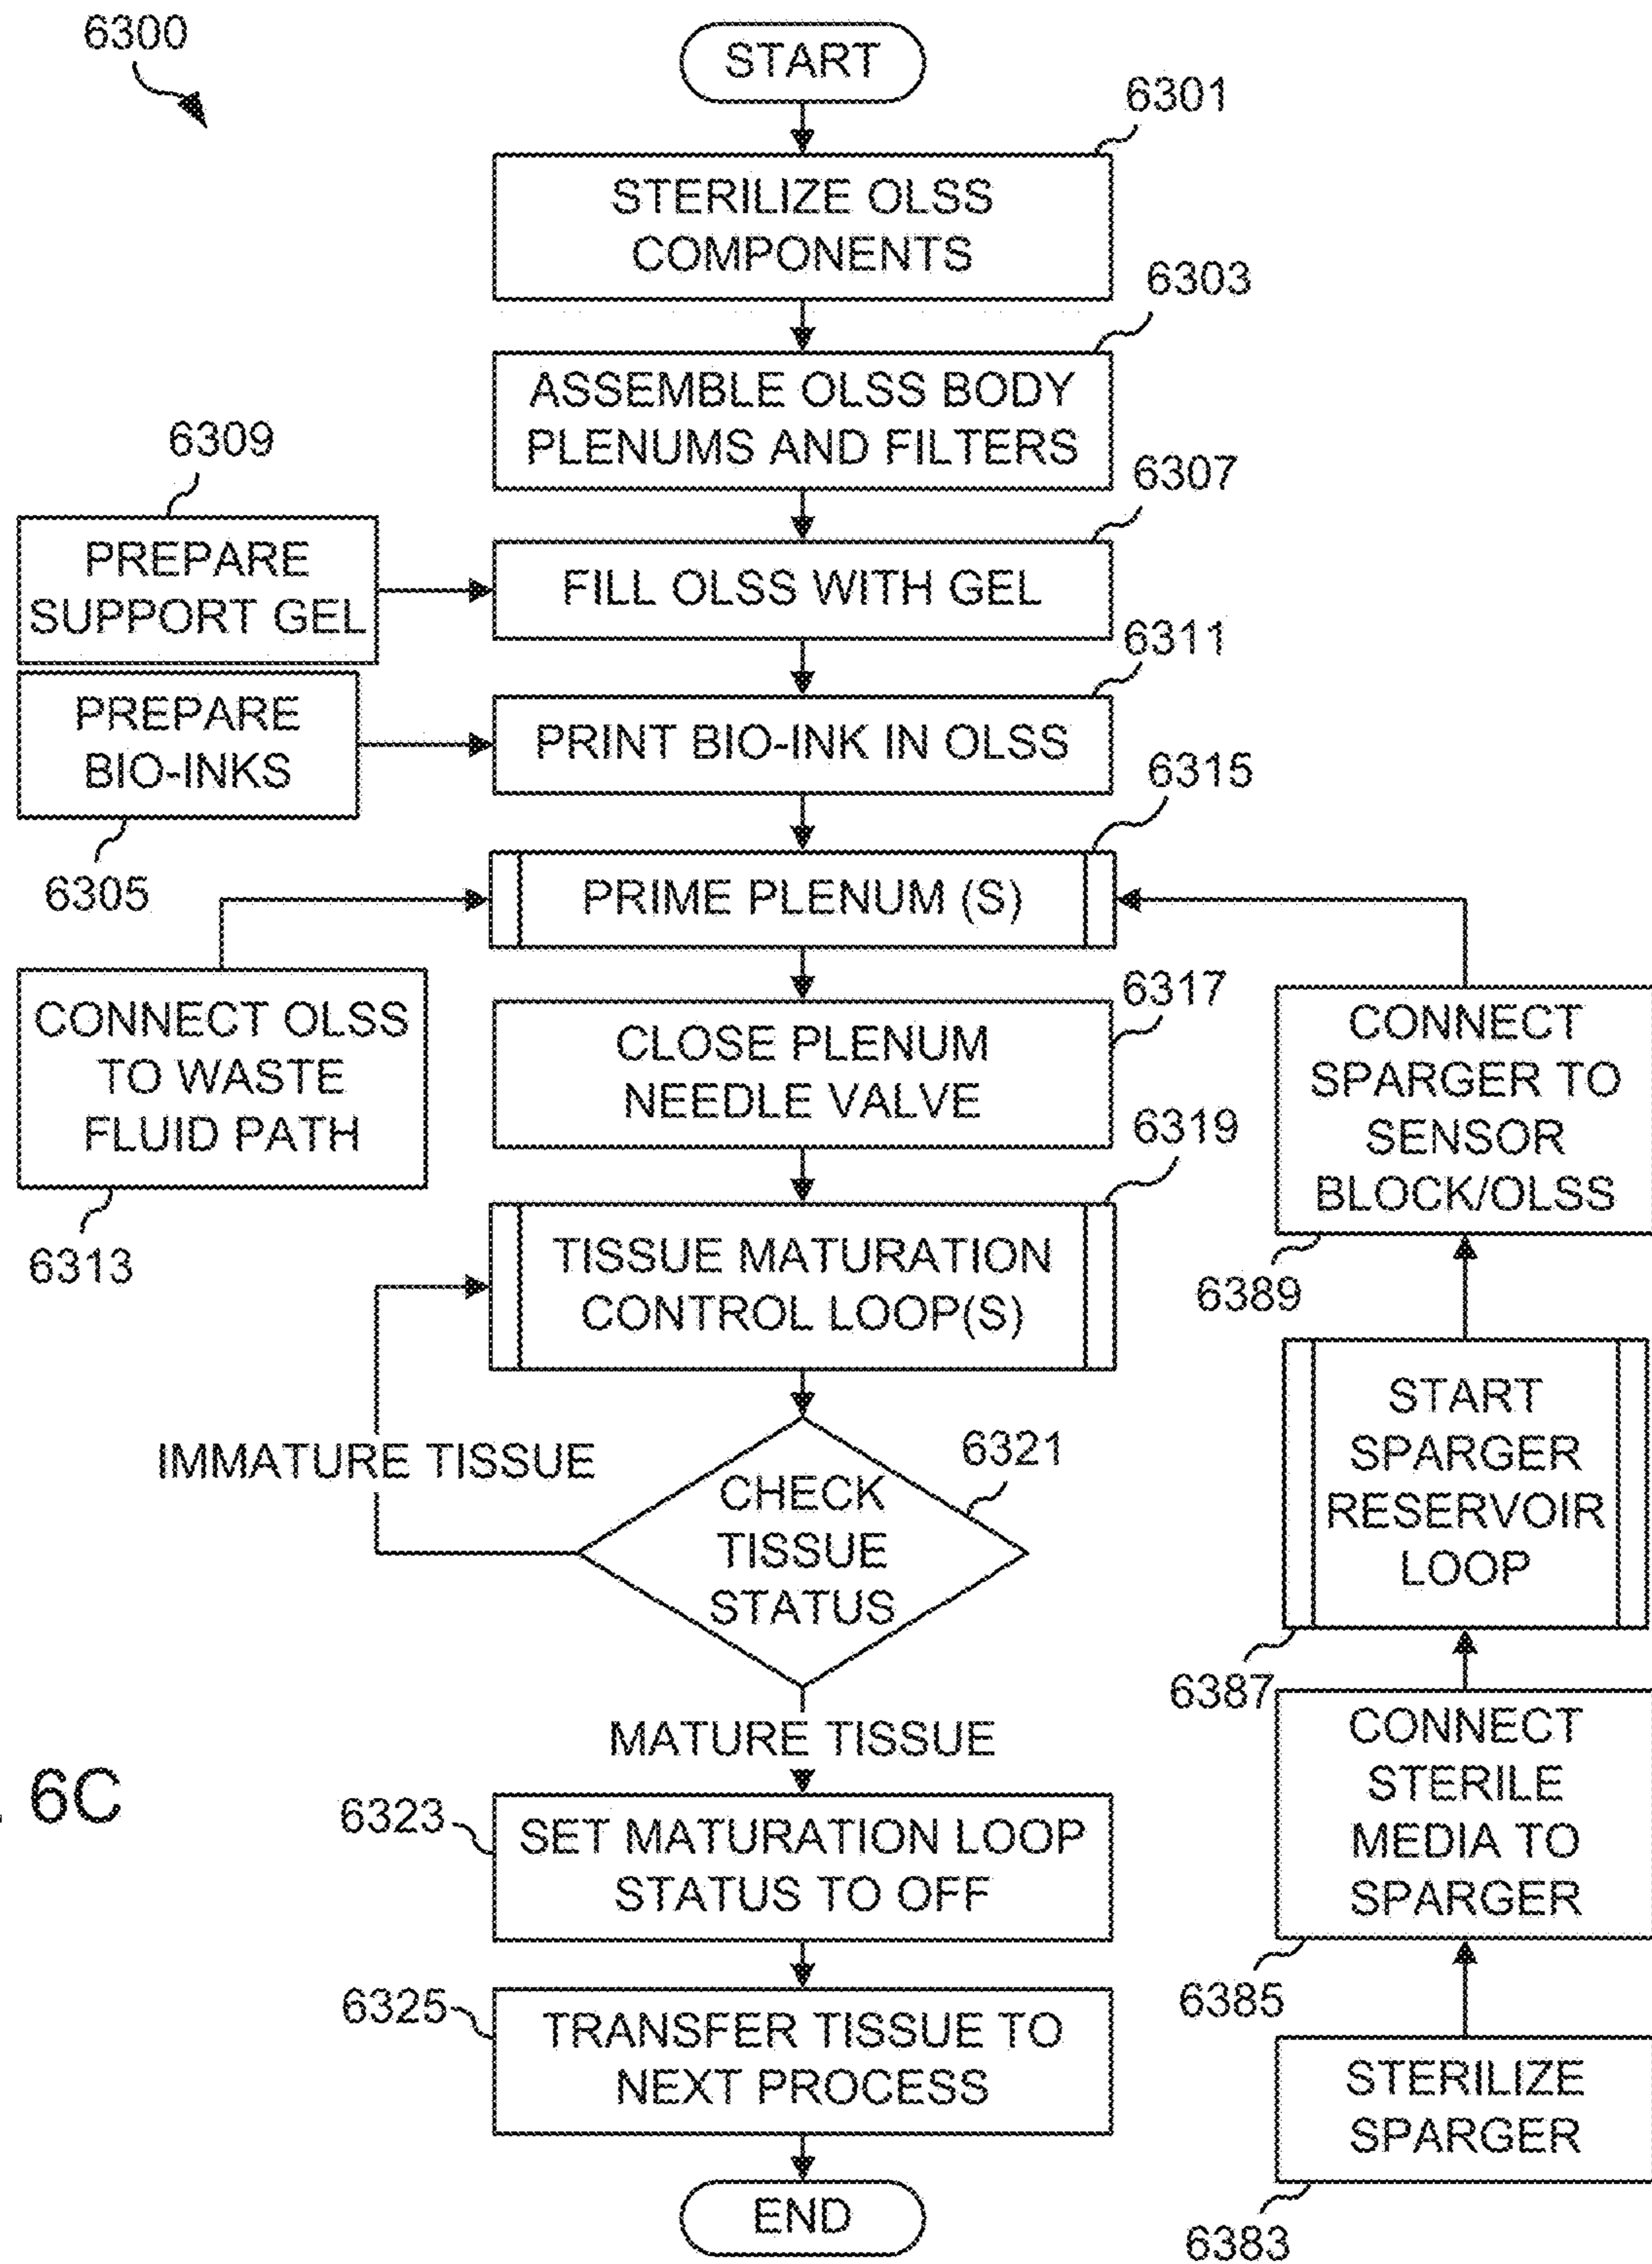 6300
START
6301
STERILIZE OLSS
COMPONENTS
6303
ASSEMBLE OLSS BODY
PLENUMS AND FILTERS
6309
PREPARE
SUPPORT GEL
6307
FILL OLSS WITH GEL
PREPARE
BIO-INKS
6305
6311
PRINT BIO-INK IN OLSS
6315
PRIME PLENUM (S)
CONNECT OLSS
TO WASTE
FLUID PATH
6313
6317
CLOSE PLENUM
NEEDLE VALVE
6319
TISSUE MATURATION
CONTROL LOOP(S)
IMMATURE TISSUE
6321
CHECK
TISSUE
STATUS
MATURE TISSUE
6323
SET MATURATION LOOP
STATUS TO OFF
6325
TRANSFER TISSUE TO
NEXT PROCESS
END
CONNECT
SPARGER TO
SENSOR
BLOCK/OLSS
6389
START
SPARGER
RESERVOIR
LOOP
6387
CONNECT
STERILE
MEDIA TO
SPARGER
6385
STERILIZE
SPARGER
6383
. 6C